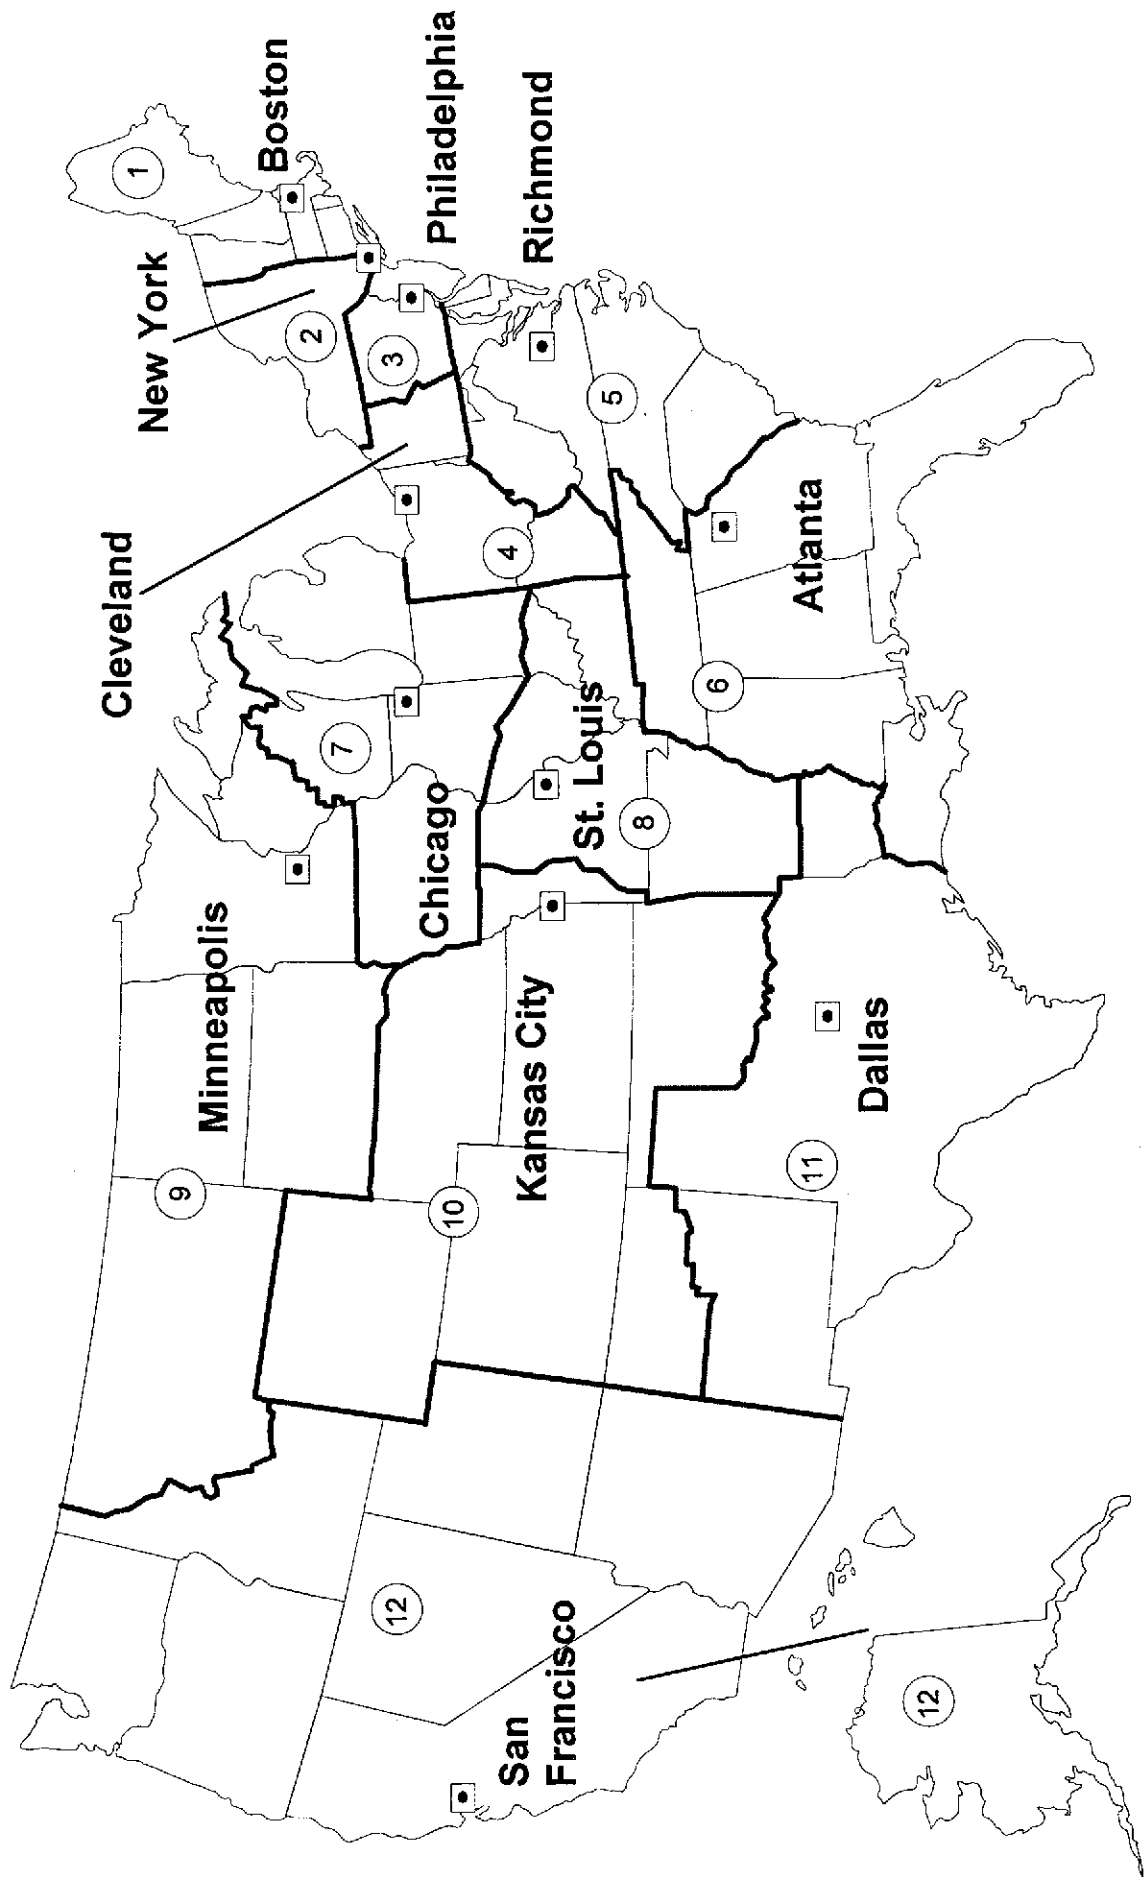 1
Boston
New York
2
Philadelphia
3
Richmond
Cleveland
4
5
Atlanta
6
7
Chicago
St. Louis
8
Minneapolis
9
Kansas City
10
Dallas
11
12
San
Francisco
12